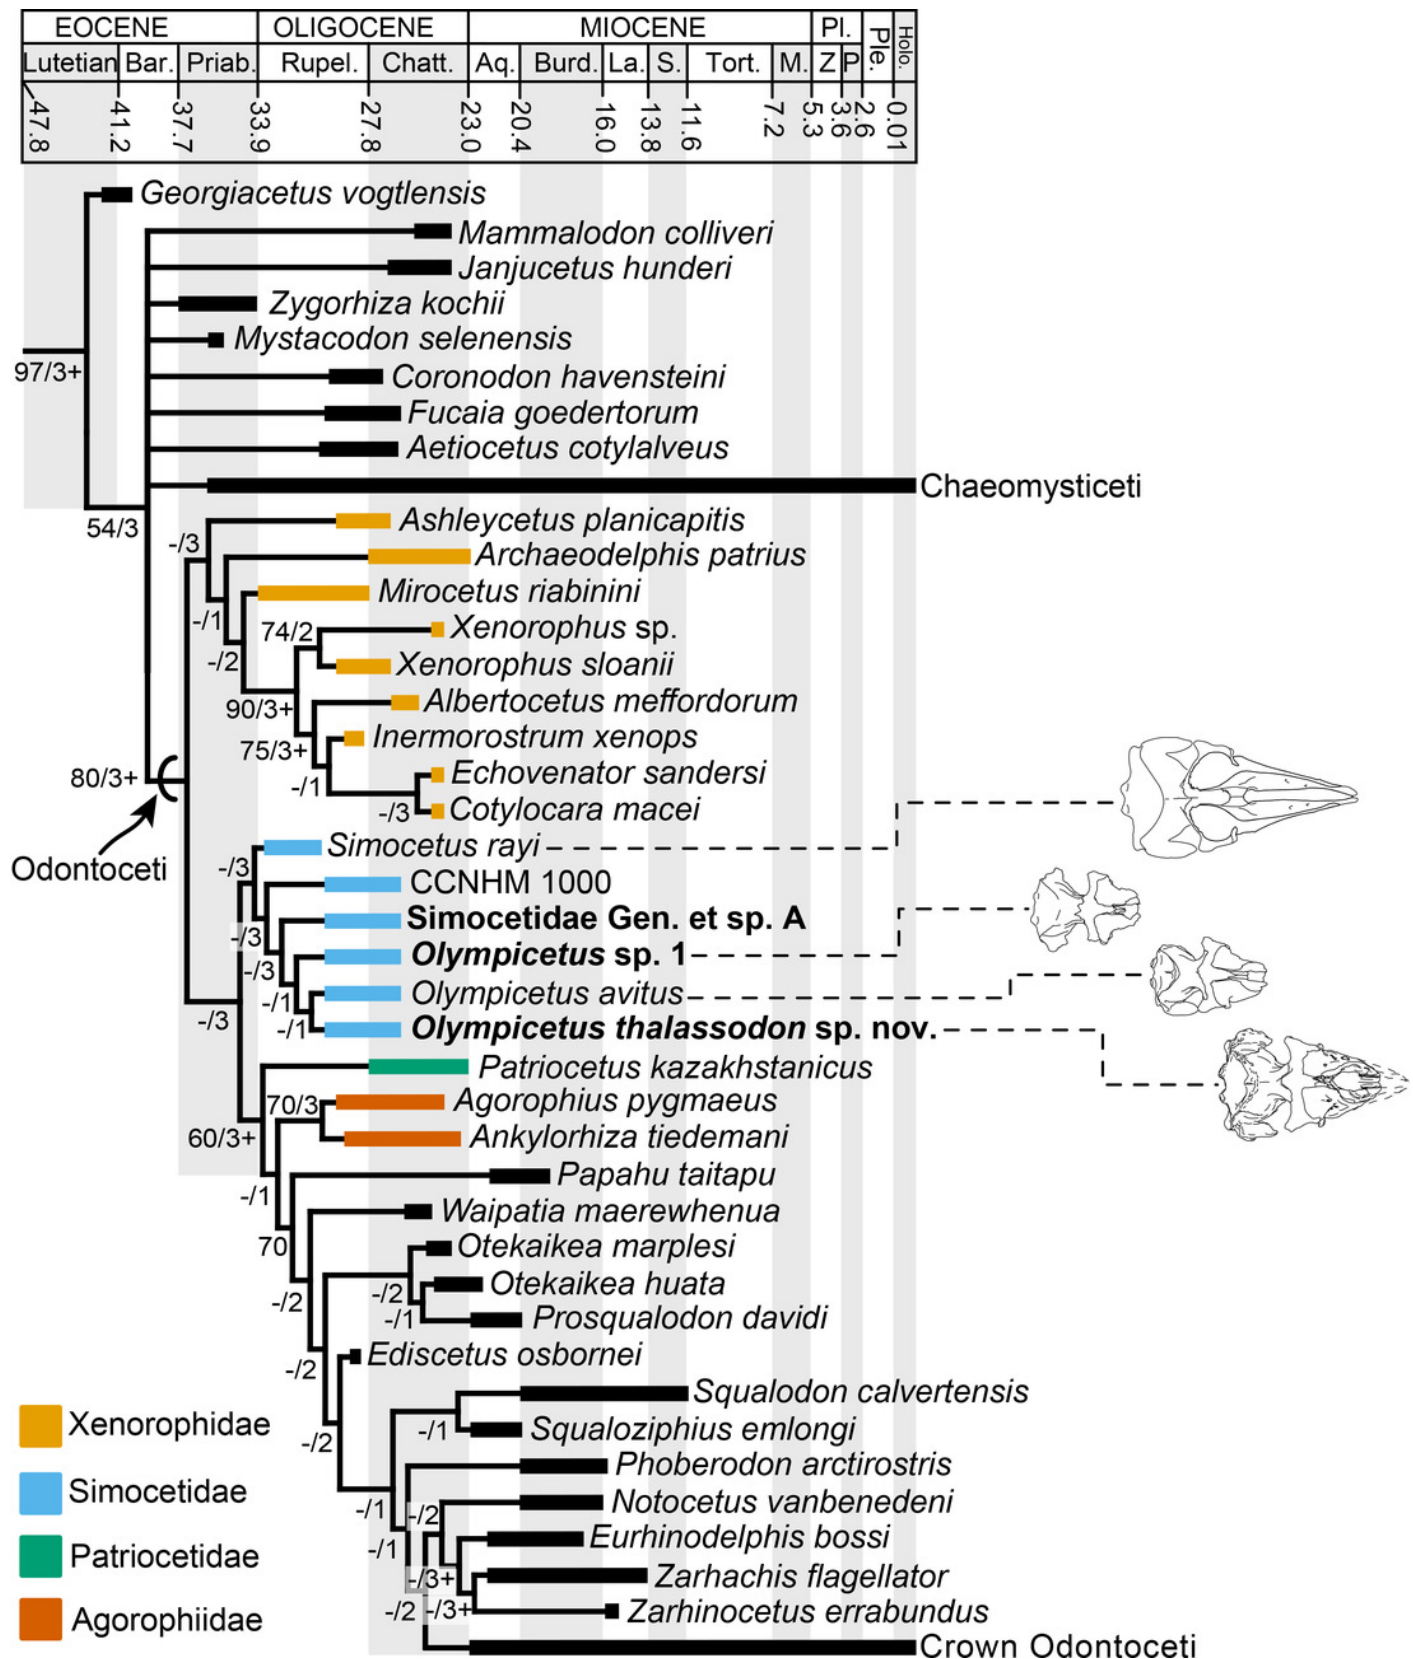 EOCENE OLIGOCENE MIOCENE Pl. Ple. Holo.
Lutetian Bar. Priab. Rupel. Chatt. Aq. Burd. La. S. Tort. M. Z P
47.8 41.2 37.7 33.9 27.8 23.0 20.4 16.0 13.8 11.6 7.2 5.3 3.6 2.6 0.01
Georgiacetus vogtlensis
Mammalodon colliveri
Janjucetus hunderi
Zygorhiza kochii
Mystacodon selenensis
97/3+
Coronodon havensteini
Fucaia goedertorum
Aetiocetus cotylalveus
Chaeomysticeti
54/3
Ashleycetus planicapitis
-/3
Archaeodelphis patrius
Mirocetus riabinini
-/1
74/2
Xenorophus sp.
-/2
Xenorophus sloanii
90/3+
Albertocetus meffordorum
75/3+
Inermorostrum xenops
80/3+
-/1
Echovenator sandersi
-/3
Cotylocara macei
Odontoceti
Simocetus rayi
-/3
CCNHM 1000
-/3
Simocetidae Gen. et sp. A
-/3
Olympicetus sp. 1
-/1
Olympicetus avitus
-/3
-/1
Olympicetus thalassodon sp. nov.
Patriocetus kazakhstanicus
70/3
Agorophius pygmaeus
60/3+
Ankylorhiza tiedemani
Papahu taitapu
-/1
Waipatia maerewhenua
70
Otekaikea marplesi
-/2
-/2
Otekaikea huata
-/1
Prosqualodon davidi
-/2
Ediscetus osbornei
Squalodon calvertensis
-/2
-/1
Squaloziphius emlongi
Phoberodon arctirostris
-/1
-/2
Notocetus vanbenedeni
-/1
Eurhinodelphis bossi
-/3+
Zarhachis flagellator
-/2
-/3+
Zarhinocetus errabundus
Crown Odontoceti
Xenorophidae
Simocetidae
Patriocetidae
Agorophiidae